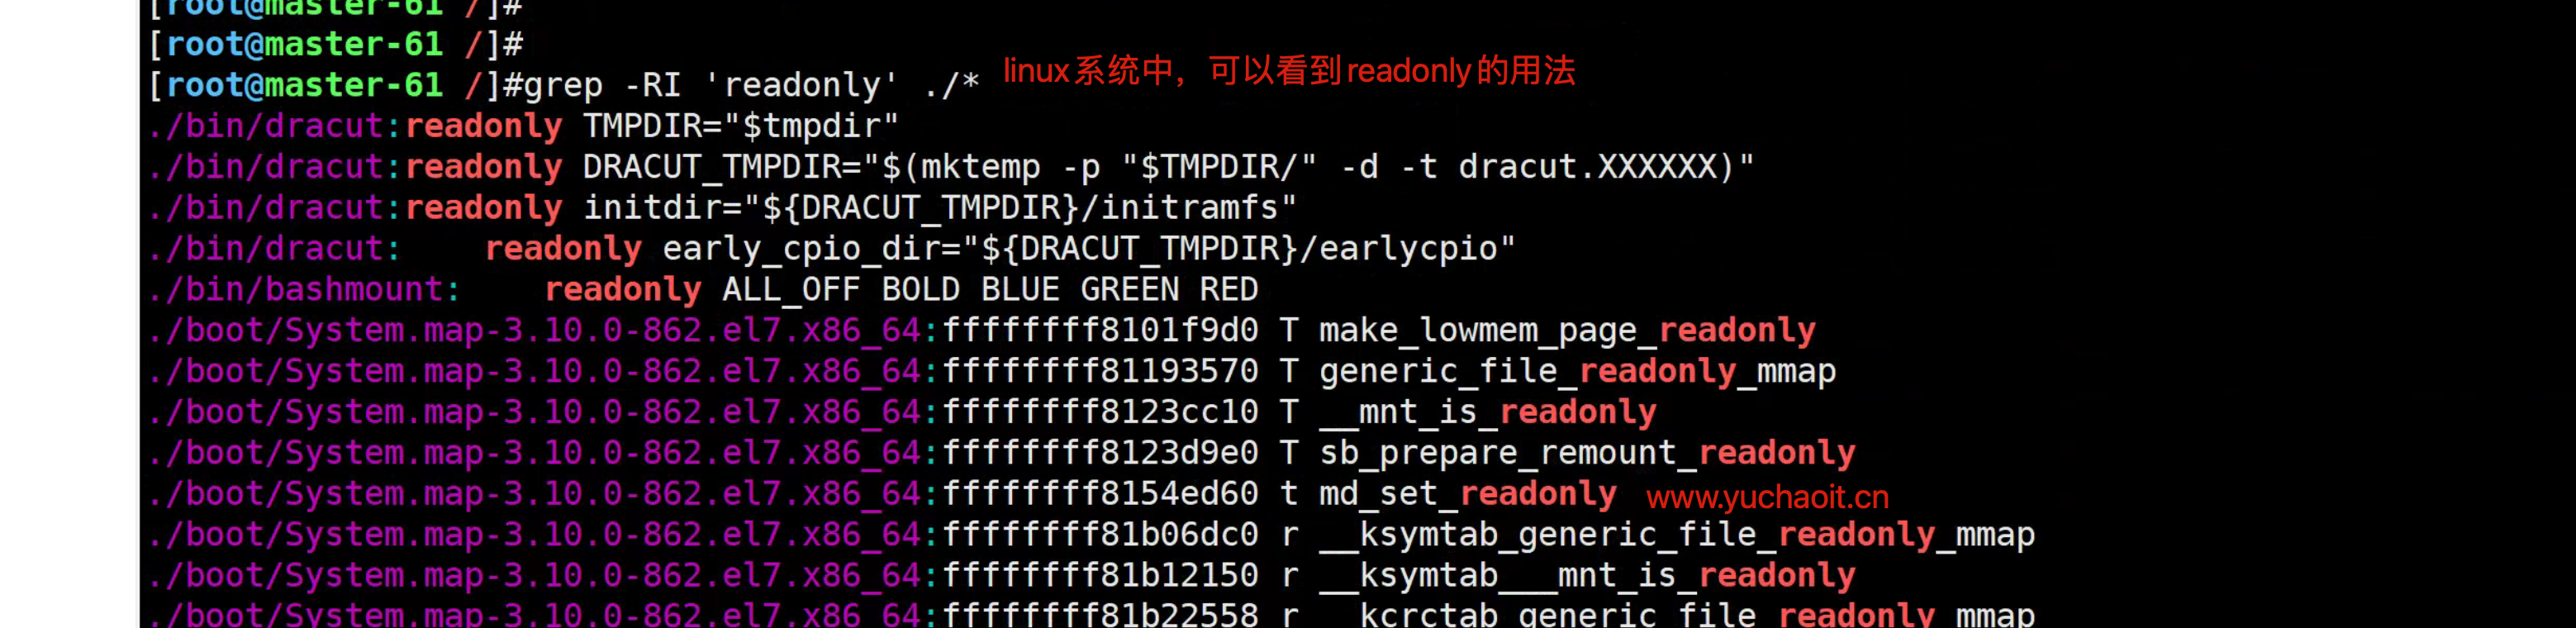 [root@master-61 /]#
[root@master-61 /]#
[root@master-61 /]#grep -RI 'readonly' ./* linux系统中，可以看到readonly的用法
./bin/dracut:readonly TMPDIR="$tmpdir"
./bin/dracut:readonly DRACUT_TMPDIR="$(mktemp -p "$TMPDIR/" -d -t dracut.XXXXXX)"
./bin/dracut:readonly initdir="${DRACUT_TMPDIR}/initramfs"
./bin/dracut:    readonly early_cpio_dir="${DRACUT_TMPDIR}/earlycpio"
./bin/bashmount:    readonly ALL_OFF BOLD BLUE GREEN RED
./boot/System.map-3.10.0-862.el7.x86_64:ffffffff8101f9d0 T make_lowmem_page_readonly
./boot/System.map-3.10.0-862.el7.x86_64:ffffffff81193570 T generic_file_readonly_mmap
./boot/System.map-3.10.0-862.el7.x86_64:ffffffff8123cc10 T __mnt_is_readonly
./boot/System.map-3.10.0-862.el7.x86_64:ffffffff8123d9e0 T sb_prepare_remount_readonly
./boot/System.map-3.10.0-862.el7.x86_64:ffffffff8154ed60 t md_set_readonly www.yuchaoit.cn
./boot/System.map-3.10.0-862.el7.x86_64:ffffffff81b06dc0 r __ksymtab_generic_file_readonly_mmap
./boot/System.map-3.10.0-862.el7.x86_64:ffffffff81b12150 r __ksymtab___mnt_is_readonly
./boot/System.map-3.10.0-862.el7.x86_64:ffffffff81b22558 r __kcrctab_generic_file_readonly_mmap